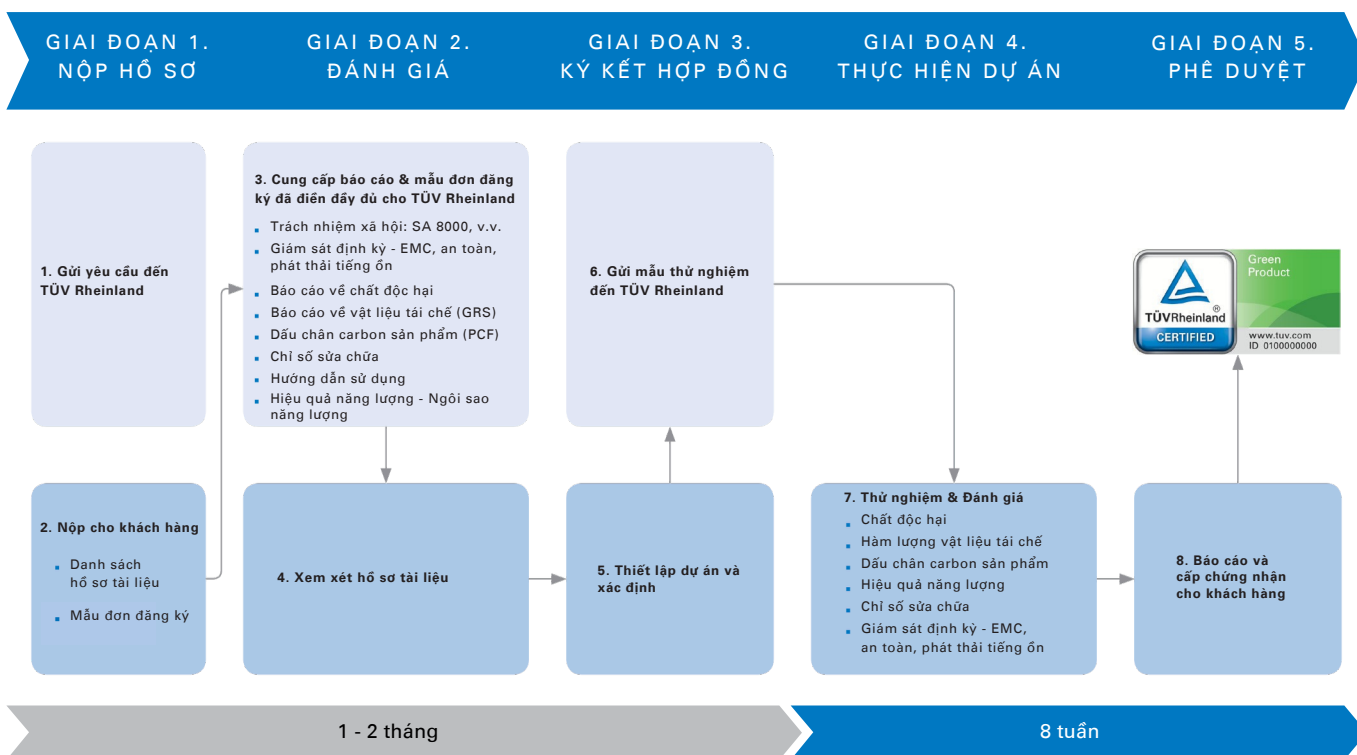 GIAI ĐOẠN 1.
NỘP HỒ SƠ
GIAI ĐOẠN 2.
ĐÁNH GIÁ
GIAI ĐOẠN 3.
KÝ KẾT HỢP ĐỒNG
GIAI ĐOẠN 4.
THỰC HIỆN DỰ ÁN
GIAI ĐOẠN 5.
PHÊ DUYỆT
1. Gửi yêu cầu đến
TÜV Rheinland
2. Nộp cho khách hàng
Danh sách
hồ sơ tài liệu
Mẫu đơn đăng ký
3. Cung cấp báo cáo & mẫu đơn đăng
ký đã điền đầy đủ cho TÜV Rheinland
Trách nhiệm xã hội: SA 8000, v.v.
Giám sát định kỳ - EMC, an toàn,
phát thải tiếng ồn
Báo cáo về chất độc hại
Báo cáo về vật liệu tái chế (GRS)
Dấu chân carbon sản phẩm (PCF)
Chỉ số sửa chữa
Hướng dẫn sử dụng
Hiệu quả năng lượng - Ngôi sao
năng lượng
4. Xem xét hồ sơ tài liệu
5. Thiết lập dự án và
xác định
6. Gửi mẫu thử nghiệm
đến TÜV Rheinland
7. Thử nghiệm & Đánh giá
Chất độc hại
Hàm lượng vật liệu tái chế
Dấu chân carbon sản phẩm
Hiệu quả năng lượng
Chỉ số sửa chữa
Giám sát định kỳ - EMC,
an toàn, phát thải tiếng ồn
8. Báo cáo và
cấp chứng nhận
cho khách hàng
TÜVRheinland®
CERTIFIED
Green
Product
www.tuv.com
ID 0100000000
1 - 2 tháng
8 tuần